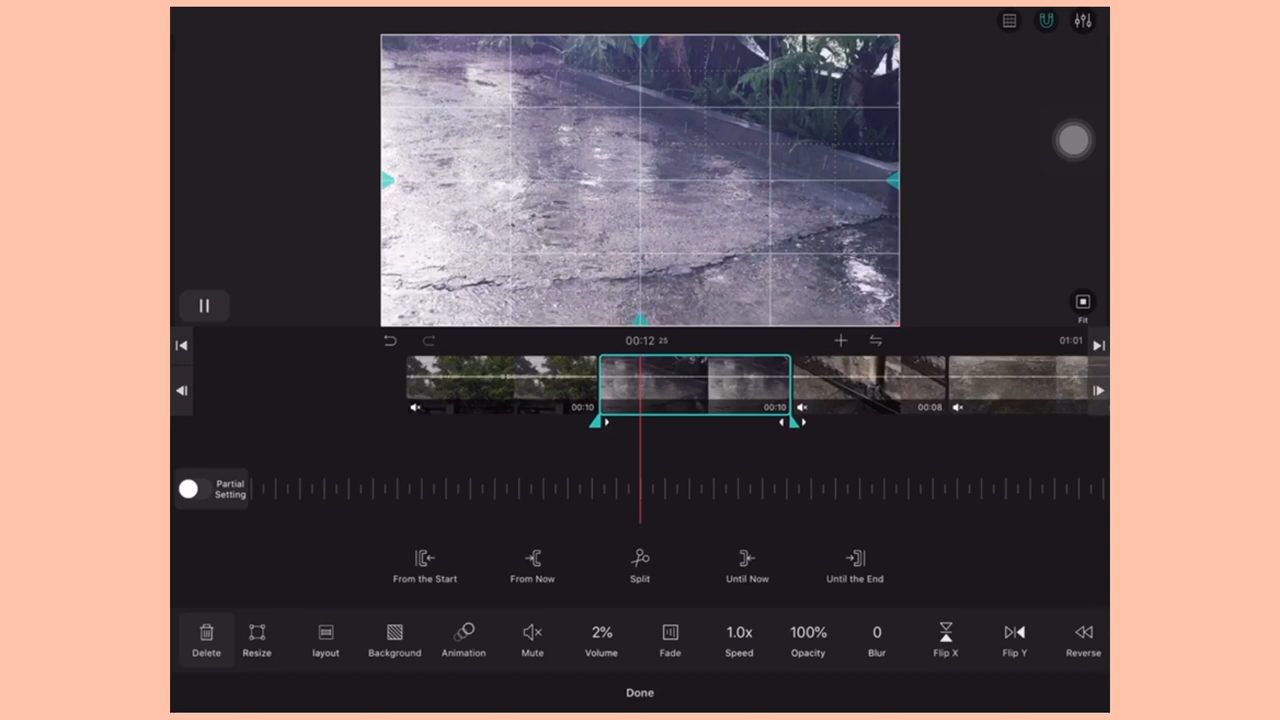 Fit
00:12 25
01:01
00:10
00:10
00:08
Partial
Setting
From the Start
From Now
Split
Until Now
Until the End
2%
1.0x
100%
0
Delete
Resize
layout
Background
Animation
Mute
Volume
Fade
Speed
Opacity
Blur
Flip X
Flip Y
Reverse
Done